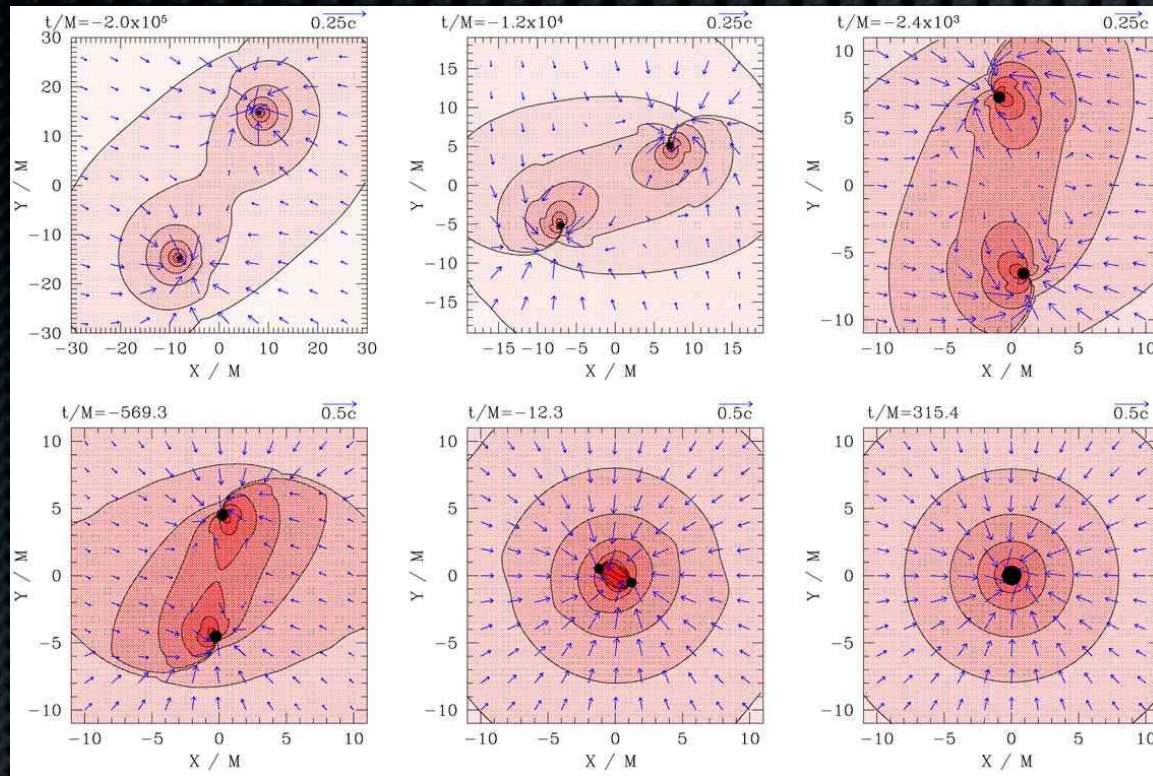 t/M=−2.0x10⁵ 0.25c
30
20
10
0
−10
−20
−30
Y / M
−30 −20 −10 0 10 20 30
X / M
t/M=−1.2x10⁴ 0.25c
15
10
5
0
−5
−10
−15
Y / M
−15 −10 −5 0 5 10 15
X / M
t/M=−2.4x10³ 0.25c
10
5
0
−5
−10
Y / M
−10 −5 0 5 10
X / M
t/M=−569.3 0.5c
10
5
0
−5
−10
Y / M
−10 −5 0 5 10
X / M
t/M=−12.3 0.5c
10
5
0
−5
−10
Y / M
−10 −5 0 5 10
X / M
t/M=315.4 0.5c
10
5
0
−5
−10
Y / M
−10 −5 0 5 10
X / M